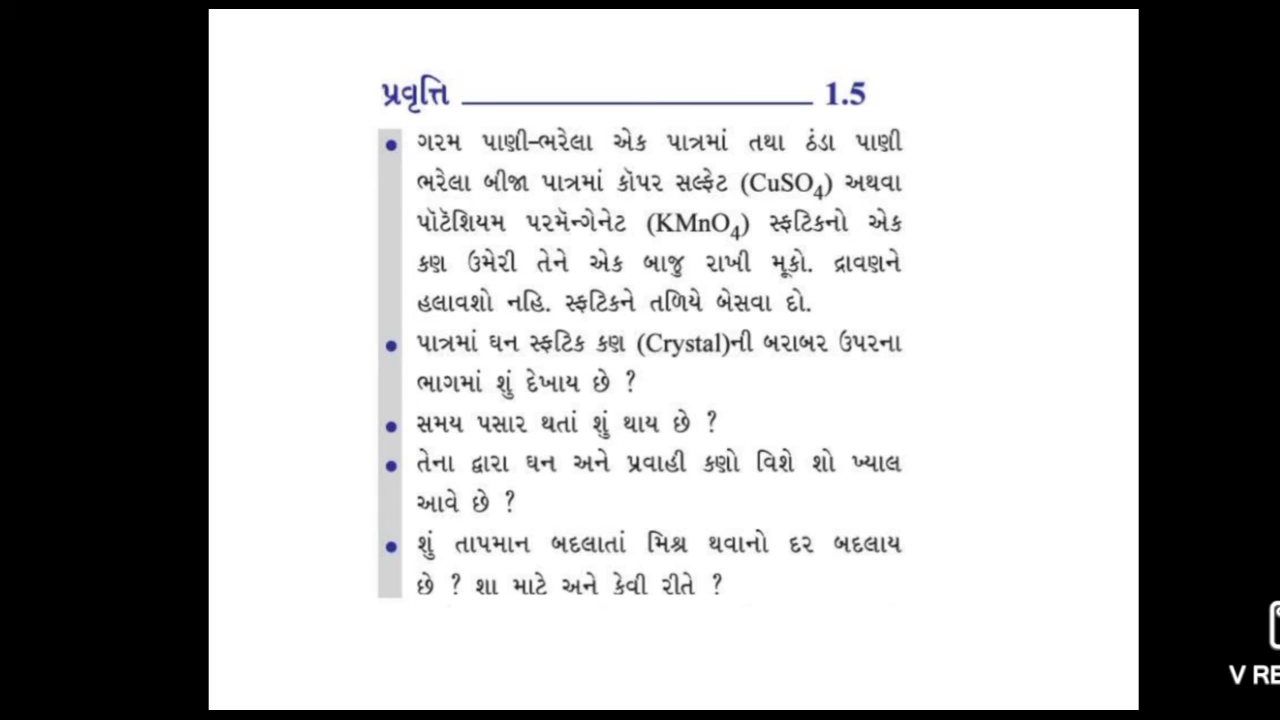 પ્રવૃત્તિ 1.5
• ગરમ પાણી-ભરેલા એક પાત્રમાં તથા ઠંડા પાણી
ભરેલા બીજા પાત્રમાં કૉપર સલ્ફેટ (CuSO4) અથવા
પૉટૅશિયમ પરમૅન્ગેનેટ (KMnO4) સ્ફટિકનો એક
કણ ઉમેરી તેને એક બાજુ રાખી મૂકો. દ્રાવણને
હલાવશો નહિ. સ્ફટિકને તળિયે બેસવા દો.
• પાત્રમાં ઘન સ્ફટિક કણ (Crystal)ની બરાબર ઉપરના
ભાગમાં શું દેખાય છે ?
• સમય પસાર થતાં શું થાય છે ?
• તેના દ્વારા ઘન અને પ્રવાહી કણો વિશે શો ખ્યાલ
આવે છે ?
• શું તાપમાન બદલાતાં મિશ્ર થવાનો દર બદલાય
છે ? શા માટે અને કેવી રીતે ?
V RE